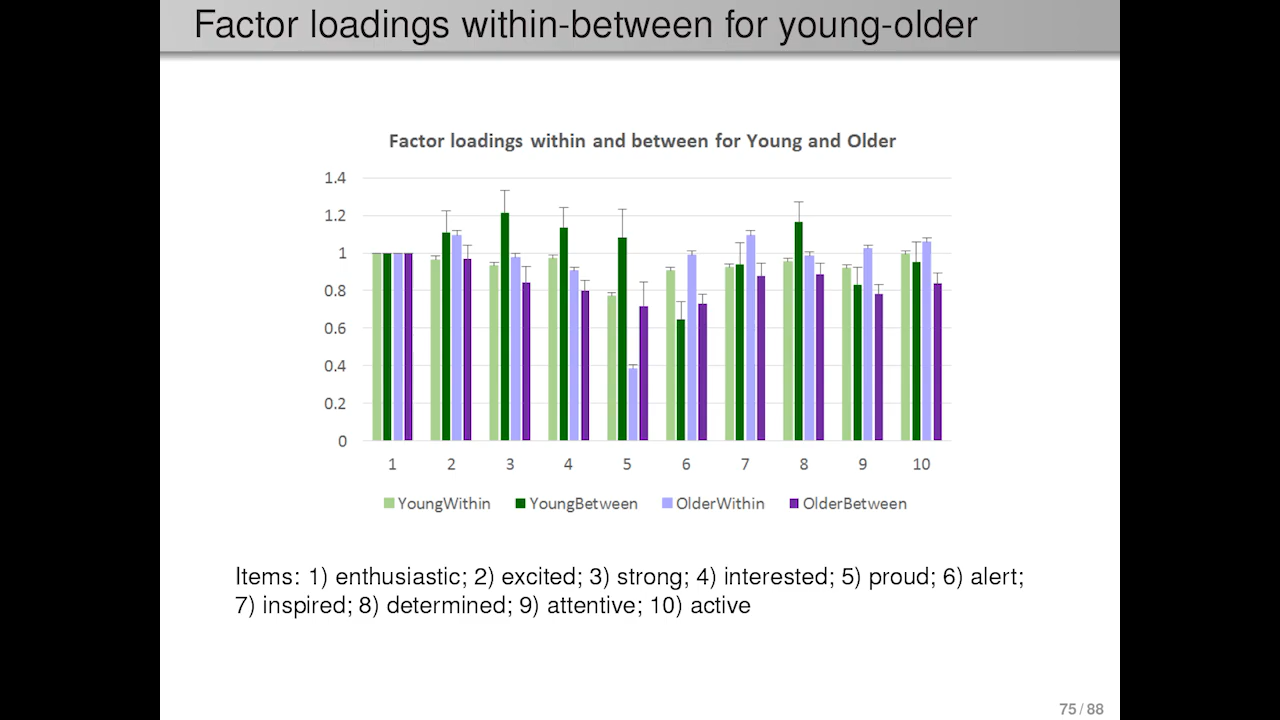 Factor loadings within-between for young-older
Factor loadings within and between for Young and Older
1.4
1.2
1
0.8
0.6
0.4
0.2
0
1 2 3 4 5 6 7 8 9 10
YoungWithin YoungBetween OlderWithin OlderBetween
Items: 1) enthusiastic; 2) excited; 3) strong; 4) interested; 5) proud; 6) alert;
7) inspired; 8) determined; 9) attentive; 10) active
75 / 88